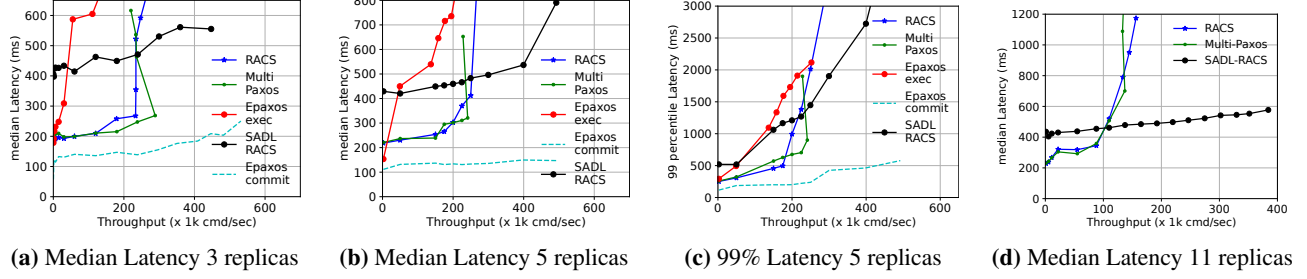 median Latency (ms)
600
500
400
300
200
100
0
0
200
400
600
Throughput (x 1k cmd/sec)
RACS
Multi
Paxos
Epaxos
exec
SADL
RACS
Epaxos
commit
(a) Median Latency 3 replicas
median Latency (ms)
800
700
600
500
400
300
200
100
0
0
200
400
600
Throughput (x 1k cmd/sec)
RACS
Multi
Paxos
Epaxos
exec
Epaxos
commit
SADL
RACS
(b) Median Latency 5 replicas
99 percentile Latency (ms)
3000
2500
2000
1500
1000
500
0
0
200
400
600
Throughput (x 1k cmd/sec)
RACS
Multi
Paxos
Epaxos
exec
Epaxos
commit
SADL
RACS
(c) 99% Latency 5 replicas
median Latency (ms)
1200
1000
800
600
400
200
0
0
100
200
300
400
Throughput (x 1k cmd/sec)
RACS
Multi-Paxos
SADL-RACS
(d) Median Latency 11 replicas